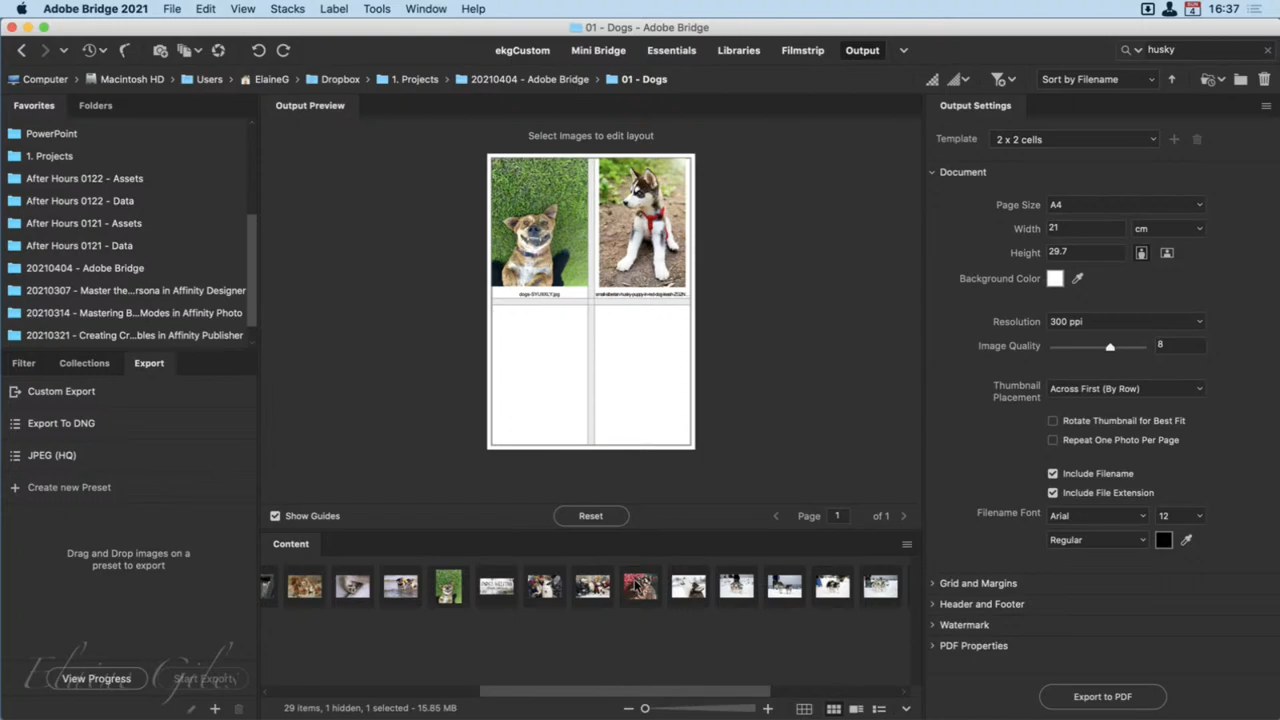 Adobe Bridge 2021 File Edit View Stacks Label Tools Window Help SUN 4 16:37
01 - Dogs - Adobe Bridge
ekgCustom Mini Bridge Essentials Libraries Filmstrip Output husky
Computer Macintosh HD Users ElaineG Dropbox 1. Projects 20210404 - Adobe Bridge 01 - Dogs Sort by Filename
Favorites Folders
PowerPoint
1. Projects
After Hours 0122 - Assets
After Hours 0122 - Data
After Hours 0121 - Assets
After Hours 0121 - Data
20210404 - Adobe Bridge
20210307 - Master the...rsona in Affinity Designer
20210314 - Mastering B...Modes in Affinity Photo
20210321 - Creating Cr...bles in Affinity Publisher
Filter Collections Export
Custom Export
Export To DNG
JPEG (HQ)
Create new Preset
Drag and Drop images on a
preset to export
Elaine Giles
View Progress Start Export
Output Preview
Select Images to edit layout
Show Guides Reset Page 1 of 1
Content
29 items, 1 hidden, 1 selected - 15.85 MB
Output Settings
Template 2 x 2 cells
Document
Page Size A4
Width 21 cm
Height 29.7
Background Color
Resolution 300 ppi
Image Quality 8
Thumbnail
Placement Across First (By Row)
Rotate Thumbnail for Best Fit
Repeat One Photo Per Page
Include Filename
Include File Extension
Filename Font Arial 12
Regular
Grid and Margins
Header and Footer
Watermark
PDF Properties
Export to PDF